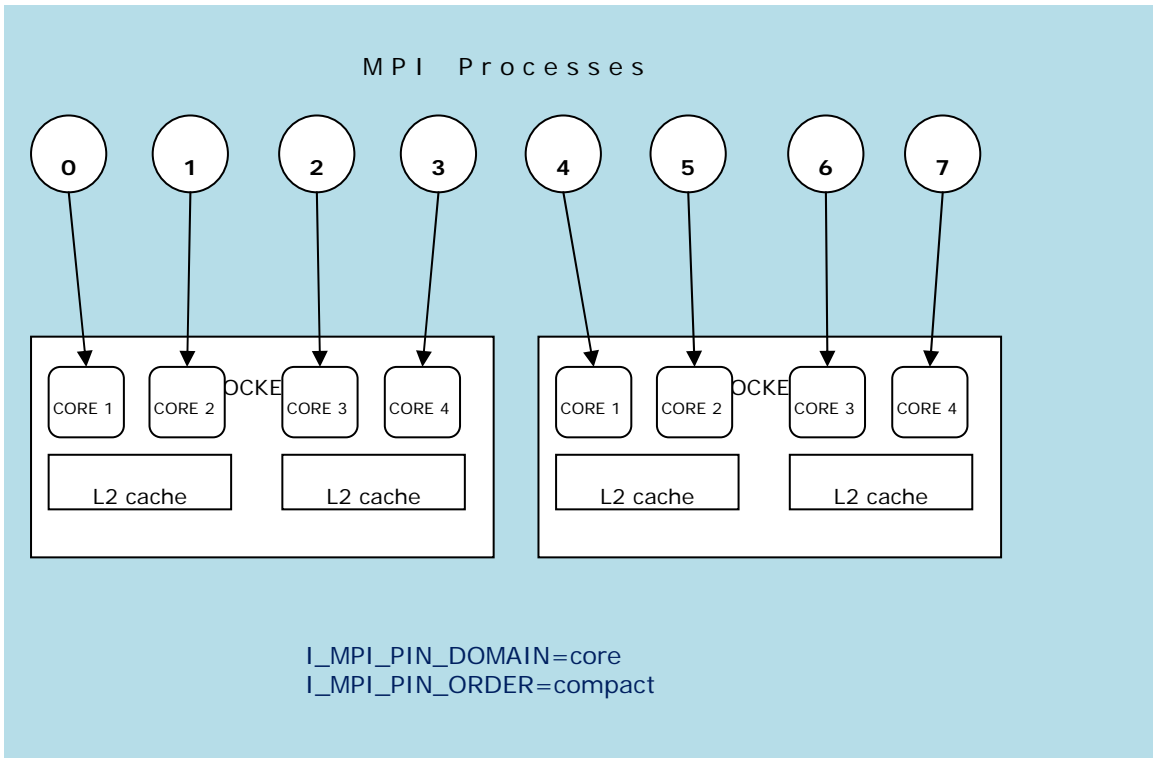 MPI Processes
0 1 2 3 4 5 6 7
OCKE OCKE
CORE 1 CORE 2 CORE 3 CORE 4 CORE 1 CORE 2 CORE 3 CORE 4
L2 cache L2 cache L2 cache L2 cache
I_MPI_PIN_DOMAIN=core
I_MPI_PIN_ORDER=compact